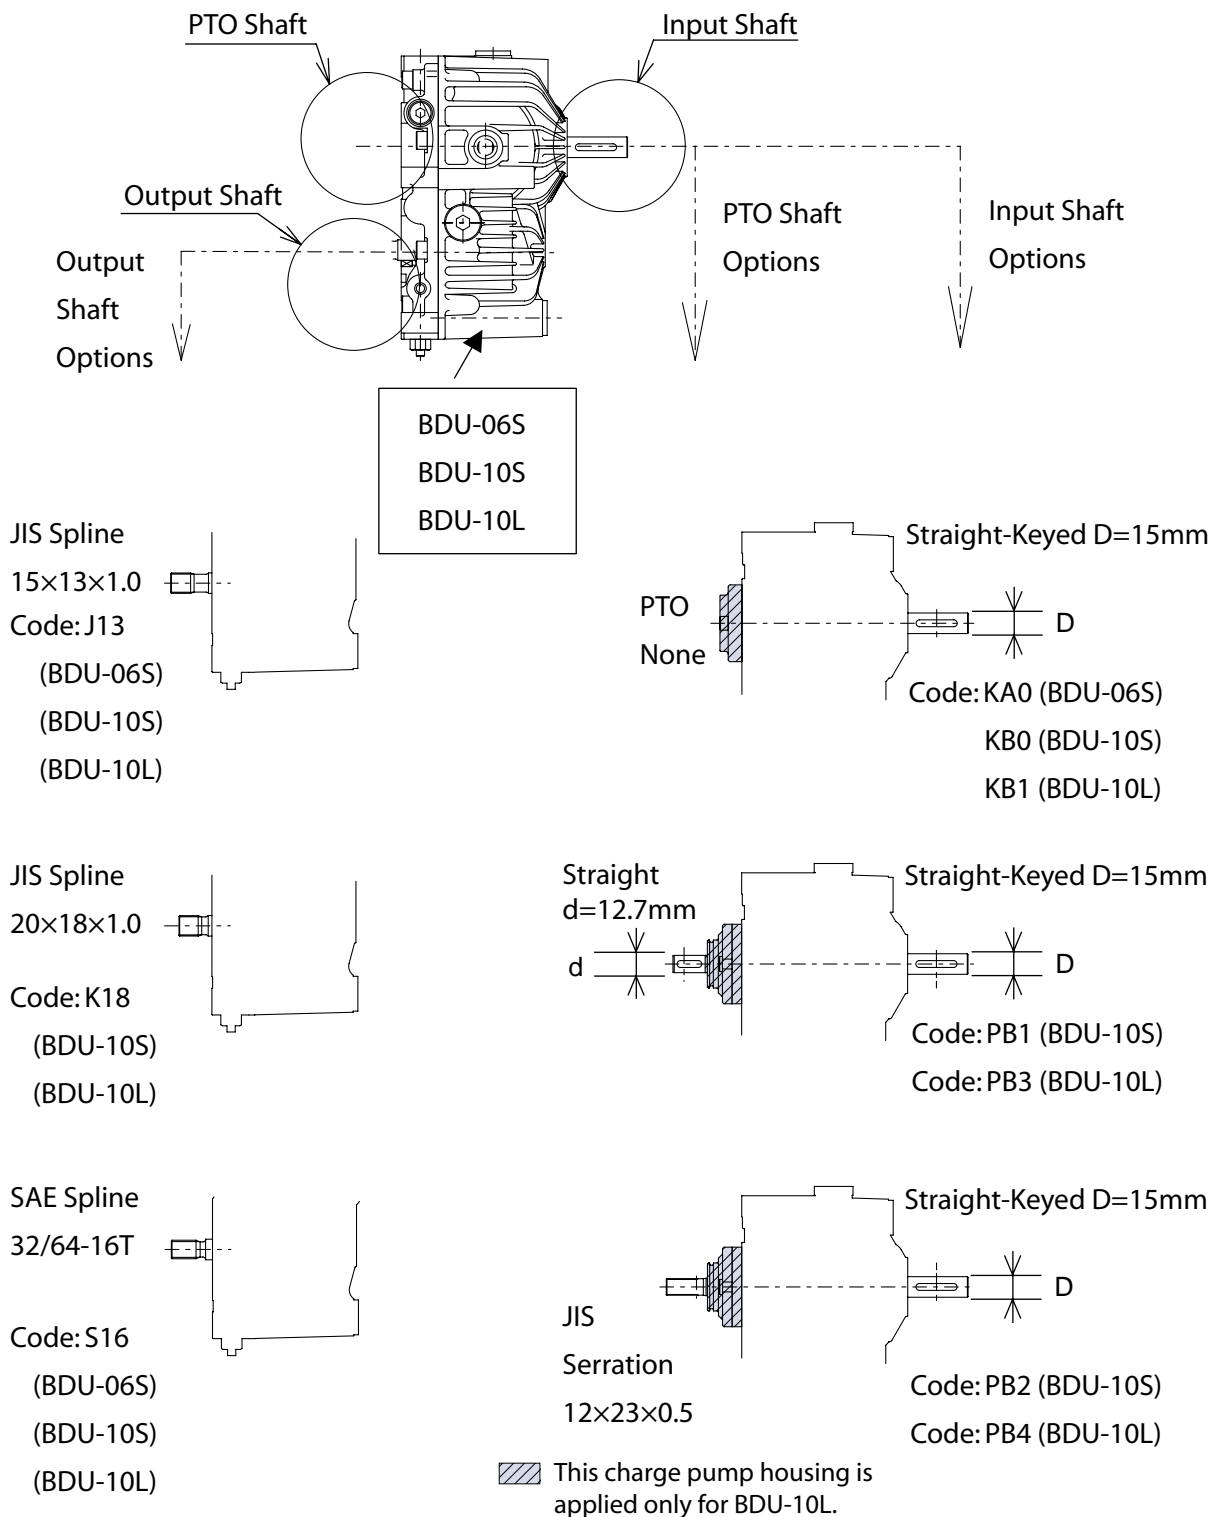 PTO Shaft
Input Shaft
Output Shaft
Output
Shaft
Options
PTO Shaft
Options
Input Shaft
Options
BDU-06S
BDU-10S
BDU-10L
JIS Spline
15×13×1.0
Code: J13
(BDU-06S)
(BDU-10S)
(BDU-10L)
PTO
None
Straight-Keyed D=15mm
D
Code: KA0 (BDU-06S)
KB0 (BDU-10S)
KB1 (BDU-10L)
JIS Spline
20×18×1.0
Code: K18
(BDU-10S)
(BDU-10L)
Straight
d=12.7mm
d
Straight-Keyed D=15mm
D
Code: PB1 (BDU-10S)
Code: PB3 (BDU-10L)
SAE Spline
32/64-16T
Code: S16
(BDU-06S)
(BDU-10S)
(BDU-10L)
JIS
Serration
12×23×0.5
Straight-Keyed D=15mm
D
Code: PB2 (BDU-10S)
Code: PB4 (BDU-10L)
This charge pump housing is
applied only for BDU-10L.